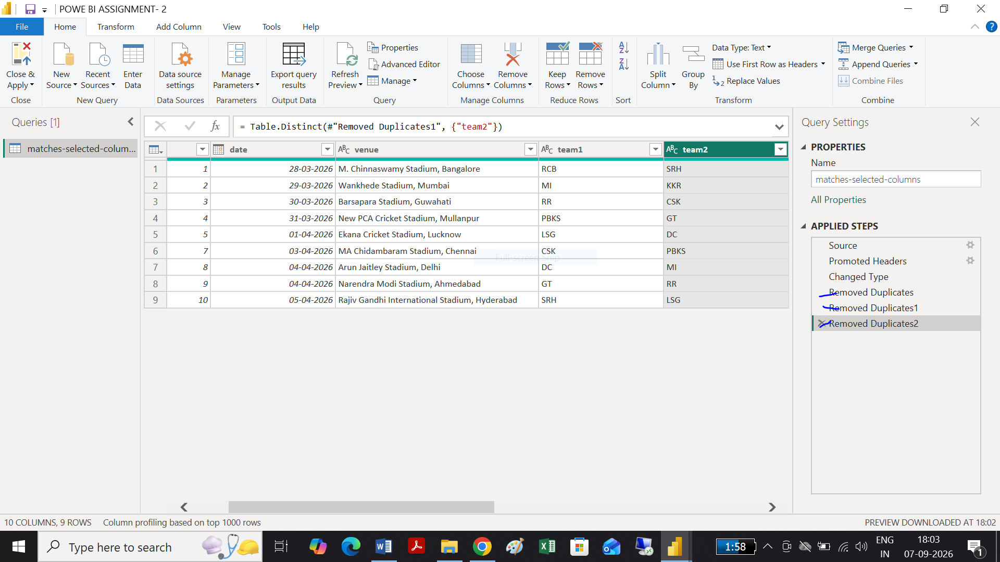 POWE BI ASSIGNMENT- 2
File Home Transform Add Column View Tools Help
Close & Apply
Close
New Source
Recent Sources
Enter Data
New Query
Data source settings
Data Sources
Manage Parameters
Parameters
Export query results
Output Data
Refresh Preview
Properties
Advanced Editor
Manage
Query
Choose Columns
Remove Columns
Manage Columns
Keep Rows
Remove Rows
Reduce Rows
Sort
Split Column
Group By
Data Type: Text
Use First Row as Headers
Replace Values
Transform
Merge Queries
Append Queries
Combine Files
Combine
Queries [1]
matches-selected-colum...
fx = Table.Distinct(#"Removed Duplicates1", {"team2"})
date ABC venue ABC team1 ABC team2
1 1 28-03-2026 M. Chinnaswamy Stadium, Bangalore RCB SRH
2 2 29-03-2026 Wankhede Stadium, Mumbai MI KKR
3 3 30-03-2026 Barsapara Stadium, Guwahati RR CSK
4 4 31-03-2026 New PCA Cricket Stadium, Mullanpur PBKS GT
5 5 01-04-2026 Ekana Cricket Stadium, Lucknow LSG DC
6 7 03-04-2026 MA Chidambaram Stadium, Chennai CSK PBKS
Full-screen Snip
7 8 04-04-2026 Arun Jaitley Stadium, Delhi DC MI
8 9 04-04-2026 Narendra Modi Stadium, Ahmedabad GT RR
9 10 05-04-2026 Rajiv Gandhi International Stadium, Hyderabad SRH LSG
Query Settings
PROPERTIES
Name
matches-selected-columns
All Properties
APPLIED STEPS
Source
Promoted Headers
Changed Type
Removed Duplicates
Removed Duplicates1
Removed Duplicates2
10 COLUMNS, 9 ROWS Column profiling based on top 1000 rows
PREVIEW DOWNLOADED AT 18:02
Type here to search
1:58
ENG
IN
18:03
07-09-2026
1